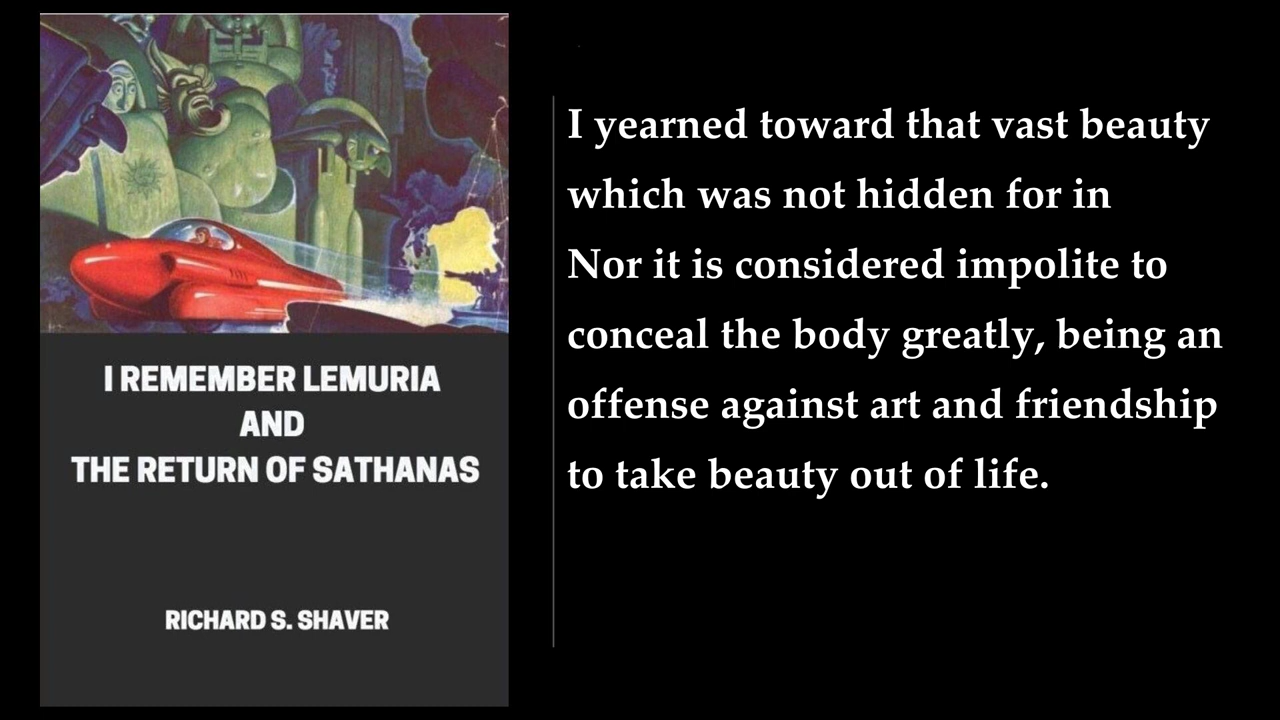 I REMEMBER LEMURIA
AND
THE RETURN OF SATHANAS
RICHARD S. SHAVER
I yearned toward that vast beauty
which was not hidden for in
Nor it is considered impolite to
conceal the body greatly, being an
offense against art and friendship
to take beauty out of life.